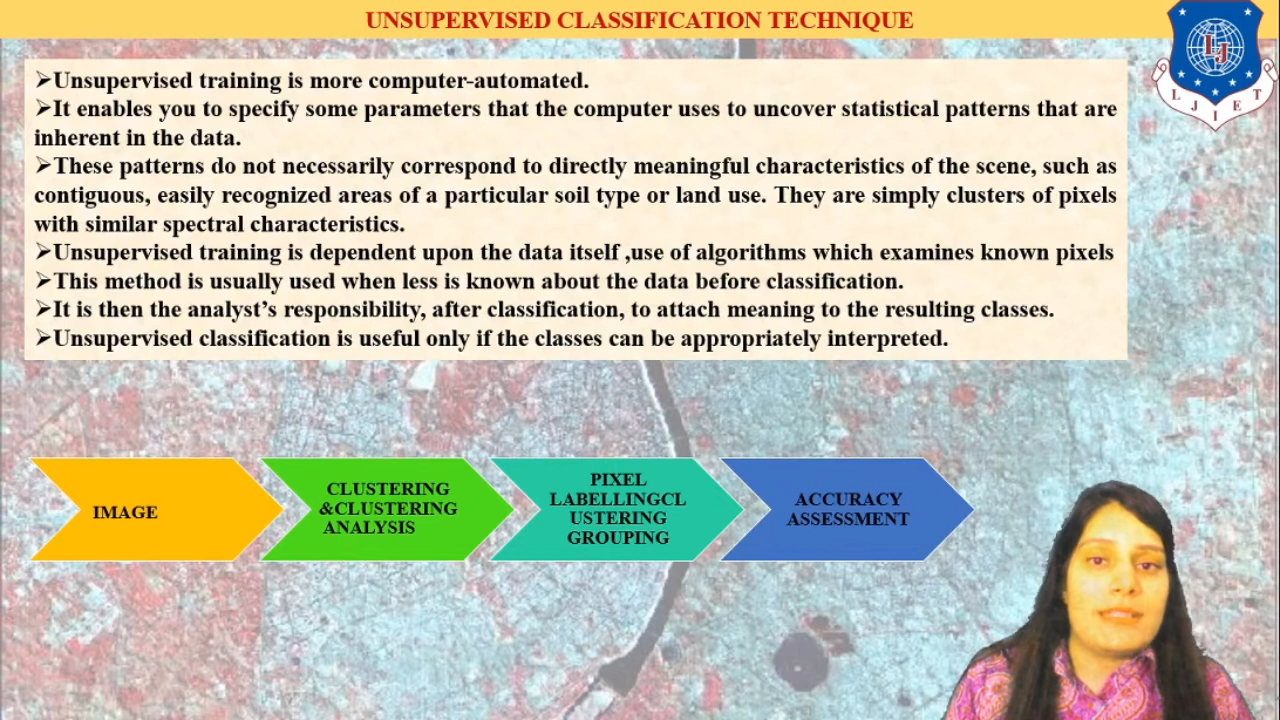 UNSUPERVISED CLASSIFICATION TECHNIQUE
➢Unsupervised training is more computer-automated.
➢It enables you to specify some parameters that the computer uses to uncover statistical patterns that are
inherent in the data.
➢These patterns do not necessarily correspond to directly meaningful characteristics of the scene, such as
contiguous, easily recognized areas of a particular soil type or land use. They are simply clusters of pixels
with similar spectral characteristics.
➢Unsupervised training is dependent upon the data itself ,use of algorithms which examines known pixels
➢This method is usually used when less is known about the data before classification.
➢It is then the analyst’s responsibility, after classification, to attach meaning to the resulting classes.
➢Unsupervised classification is useful only if the classes can be appropriately interpreted.
IMAGE
CLUSTERING
&CLUSTERING
ANALYSIS
PIXEL
LABELLINGCL
USTERING
GROUPING
ACCURACY
ASSESSMENT
LJ
L J I E T